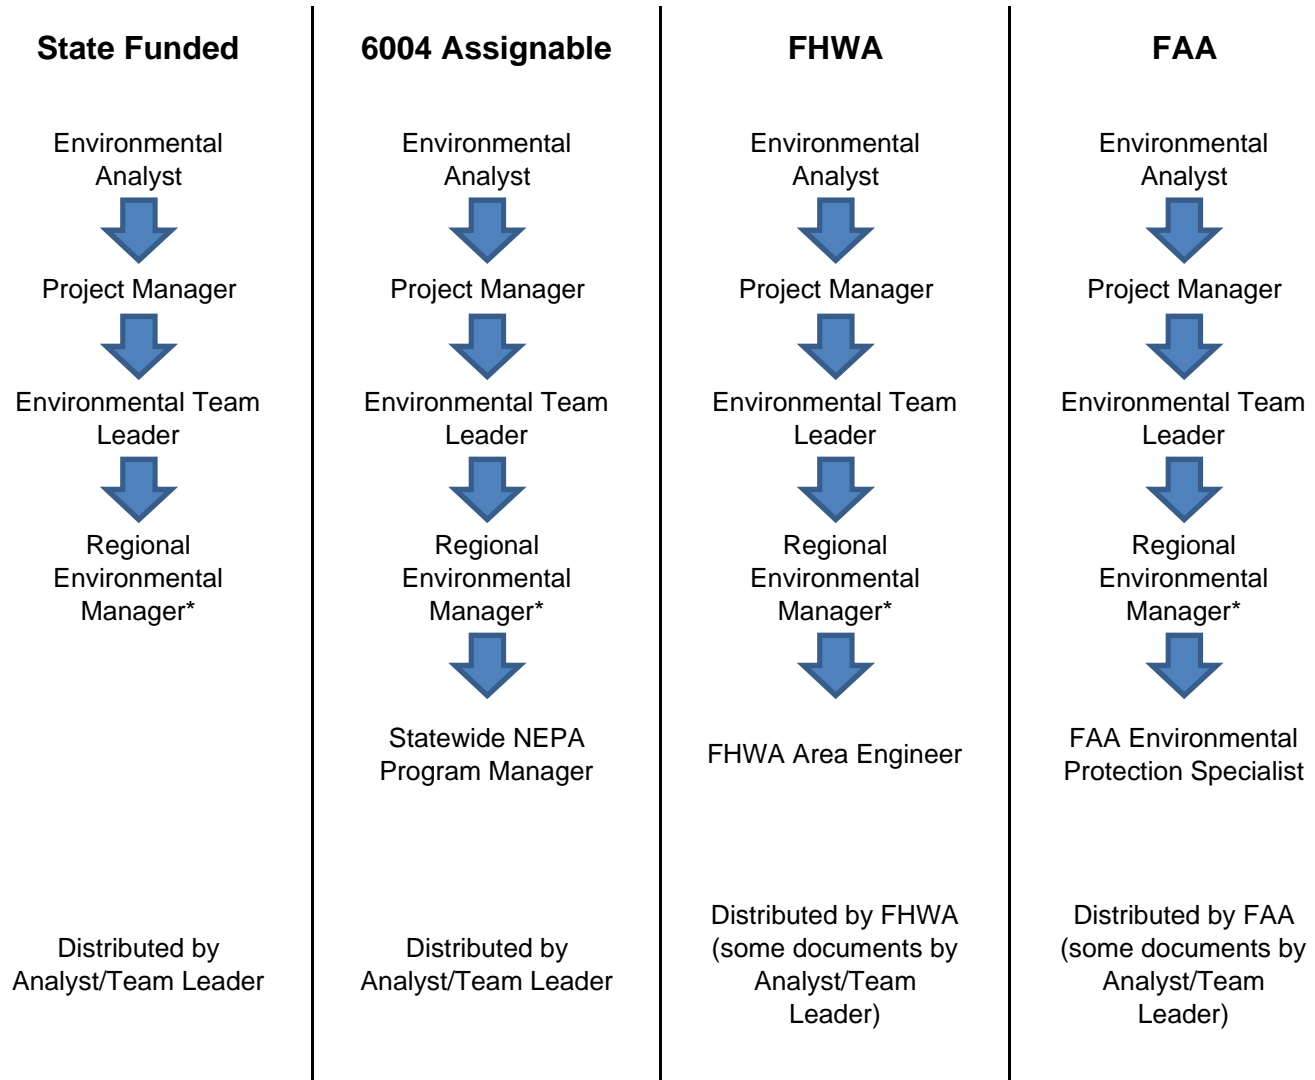 State Funded
Environmental
Analyst
Project Manager
Environmental Team
Leader
Regional
Environmental
Manager*
Distributed by
Analyst/Team Leader
6004 Assignable
Environmental
Analyst
Project Manager
Environmental Team
Leader
Regional
Environmental
Manager*
Statewide NEPA
Program Manager
Distributed by
Analyst/Team Leader
FHWA
Environmental
Analyst
Project Manager
Environmental Team
Leader
Regional
Environmental
Manager*
FHWA Area Engineer
Distributed by FHWA
(some documents by
Analyst/Team
Leader)
FAA
Environmental
Analyst
Project Manager
Environmental Team
Leader
Regional
Environmental
Manager*
FAA Environmental
Protection Specialist
Distributed by FAA
(some documents by
Analyst/Team
Leader)